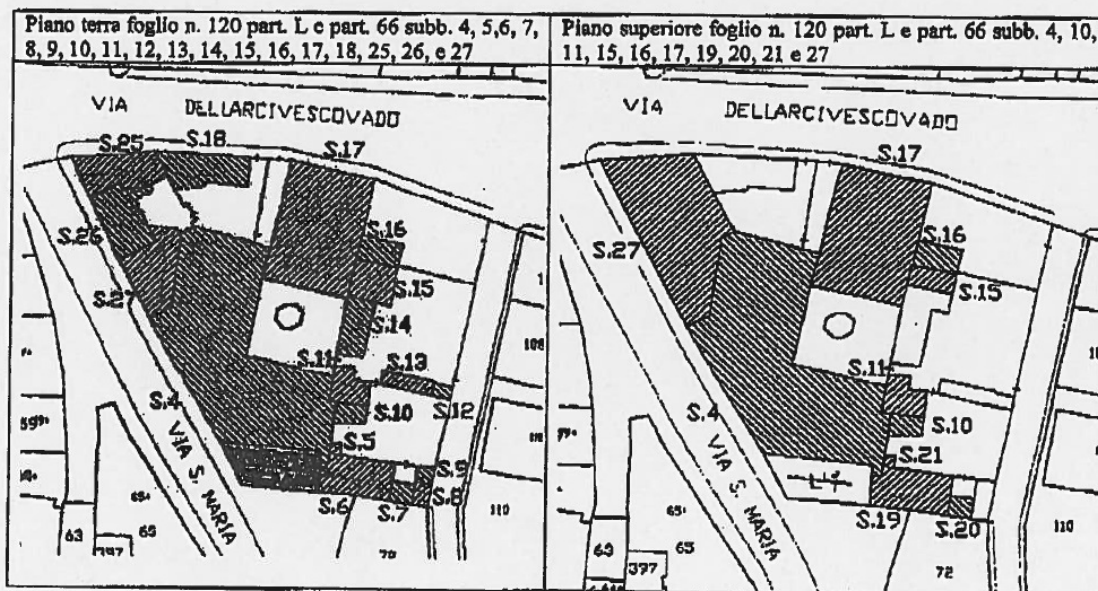 Piano terra foglio n. 120 part. L e part. 66 subb. 4, 5,6, 7,
8, 9, 10, 11, 12, 13, 14, 15, 16, 17, 18, 25, 26, e 27
VIA DELLARCIVESCOVADO
S.25 S.18
S.17
S.26
S.16
S.27
S.15
S.14
S.11 S.13
S.4
S.10 S.12
S.5
VIA S. MARIA
S.9
S.6 S.7 S.8
110
63
65
397
72
Piano superiore foglio n. 120 part. L e part. 66 subb. 4, 10,
11, 15, 16, 17, 19, 20, 21 e 27
VIA DELLARCIVESCOVADO
S.17
S.27
S.16
S.15
S.11
S.4
S.10
VIA S. MARIA
S.21
S.19 S.20
110
63
65
397
72